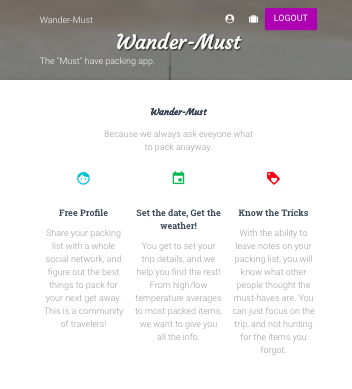 Wander-Must
LOGOUT
Wander-Must
The "Must" have packing app.
Wander-Must
Because we always ask eveyone what
to pack anayway.
Free Profile
Share your packing
list with a whole
social network, and
figure out the best
things to pack for
your next get away.
This is a community
of travelers!
Set the date, Get the
weather!
You get to set your
trip details, and we
help you find the rest!
From high/low
temperature averages
to most packed items,
we want to give you
all the info.
Know the Tricks
With the ability to
leave notes on your
packing list, you will
know what other
people thought the
must-haves are. You
can just focus on the
trip, and not hunting
for the items you
forgot.